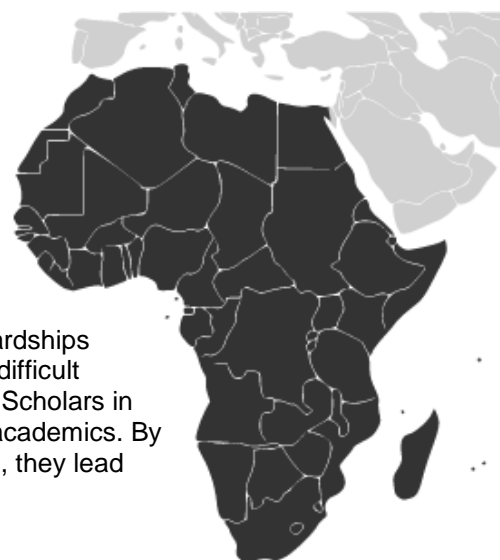 ardships
difficult
Scholars in
academics. By
, they lead